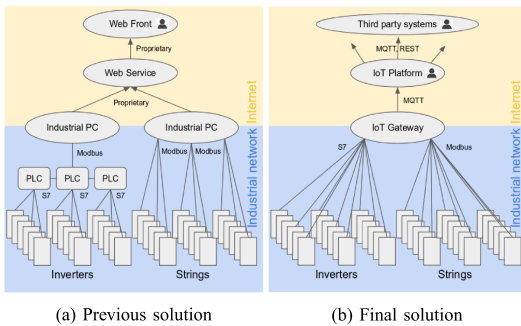 Web Front
Proprietary
Web Service
Proprietary
Internet
Industrial PC
Industrial PC
Modbus
Modbus
Modbus
PLC
PLC
PLC
S7
S7
S7
Inverters
Strings
Industrial network
(a) Previous solution
Third party systems
MQTT, REST
IoT Platform
MQTT
Internet
IoT Gateway
S7
Modbus
Inverters
Strings
Industrial network
(b) Final solution